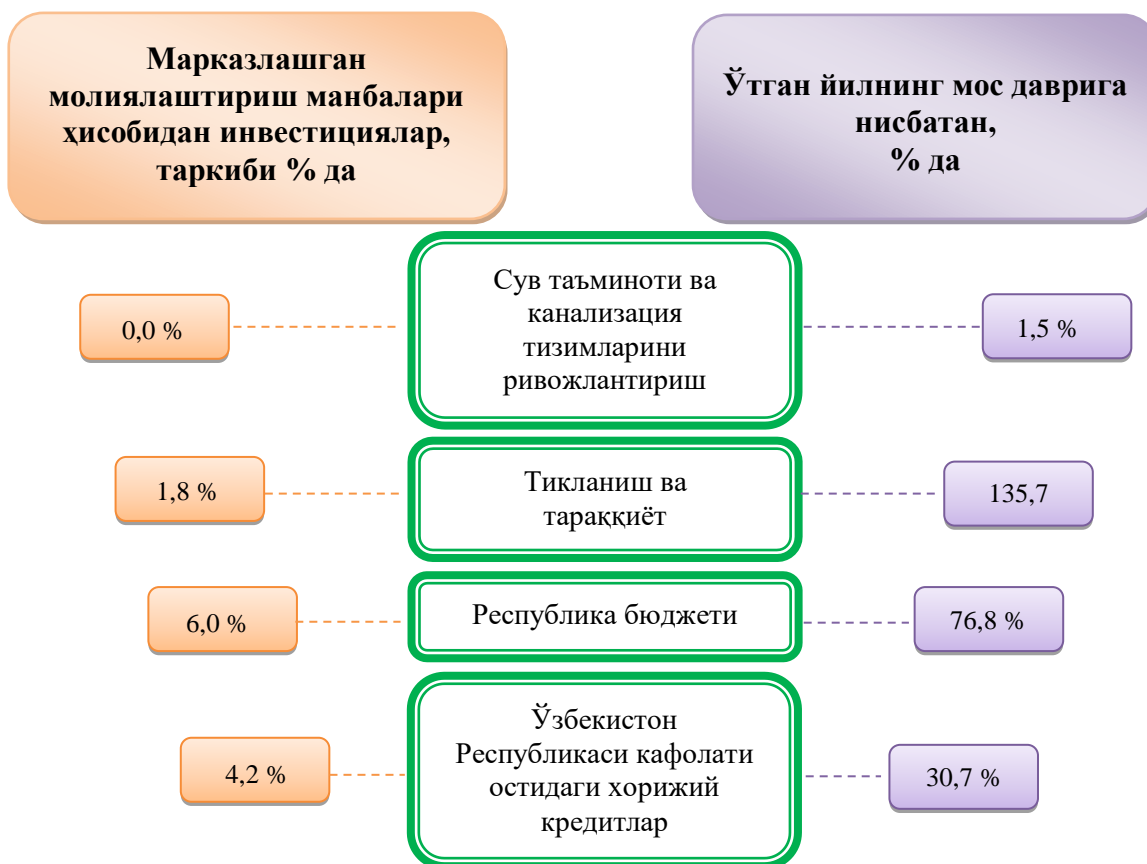 Марказлашган
молиялаштириш манбалари
ҳисобидан инвестициялар,
таркиби % да
Ўтган йилнинг мос даврига
нисбатан,
% да
Сув таъминоти ва
канализация
тизимларини
ривожлантириш
0,0 %
1,5 %
Тикланиш ва
тараққиёт
1,8 %
135,7
Республика бюджети
6,0 %
76,8 %
Ўзбекистон
Республикаси кафолати
остидаги хорижий
кредитлар
4,2 %
30,7 %